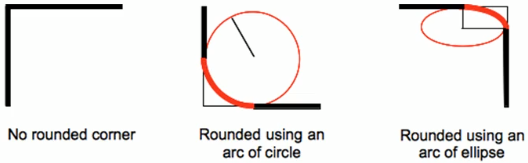 No rounded corner
Rounded using an
arc of circle
Rounded using an
arc of ellipse